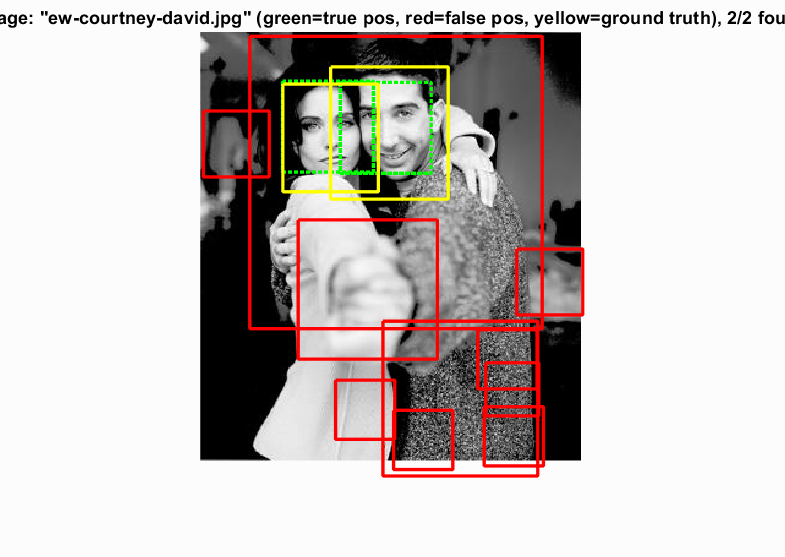 age: "ew-courtney-david.jpg" (green=true pos, red=false pos, yellow=ground truth), 2/2 fou